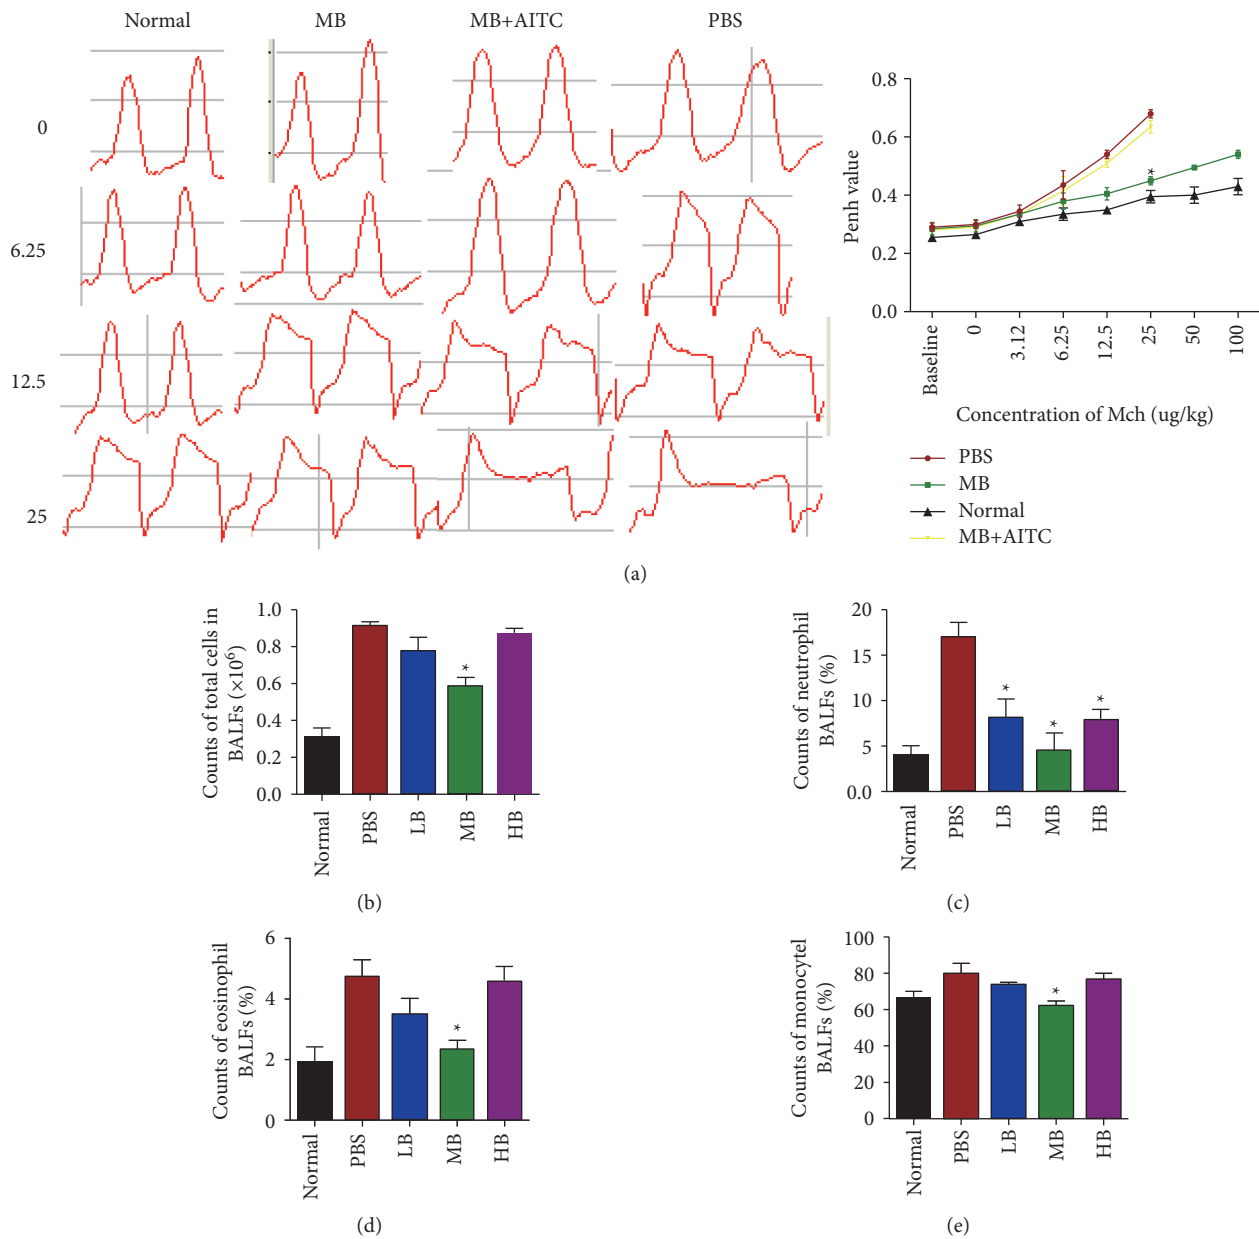 Normal
MB
MB+AITC
PBS
0
6.25
12.5
25
0.8
0.6
0.4
0.2
0.0
Penh value
Baseline
0
3.12
6.25
12.5
25
50
100
*
Concentration of Mch (ug/kg)
PBS
MB
Normal
MB+AITC
(a)
Counts of total cells in
BALFs (×10⁶)
1.0
0.8
0.6
0.4
0.2
0.0
*
Normal
PBS
LB
MB
HB
(b)
Counts of neutrophil
BALFs (%)
20
15
10
5
0.0
*
*
*
Normal
PBS
LB
MB
HB
(c)
Counts of eosinophil
BALFs (%)
6
4
2
0
*
Normal
PBS
LB
MB
HB
(d)
Counts of monocytel
BALFs (%)
100
80
60
40
20
0
*
Normal
PBS
LB
MB
HB
(e)